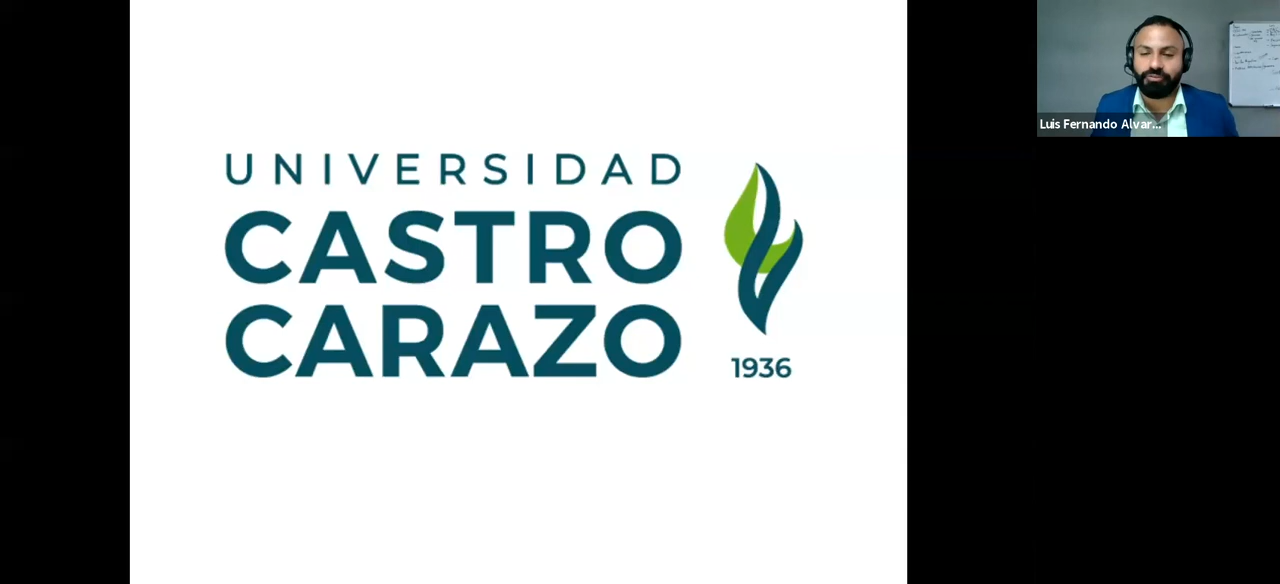 UNIVERSIDAD
CASTRO
CARAZO
1936
Luis Fernando Alvar...